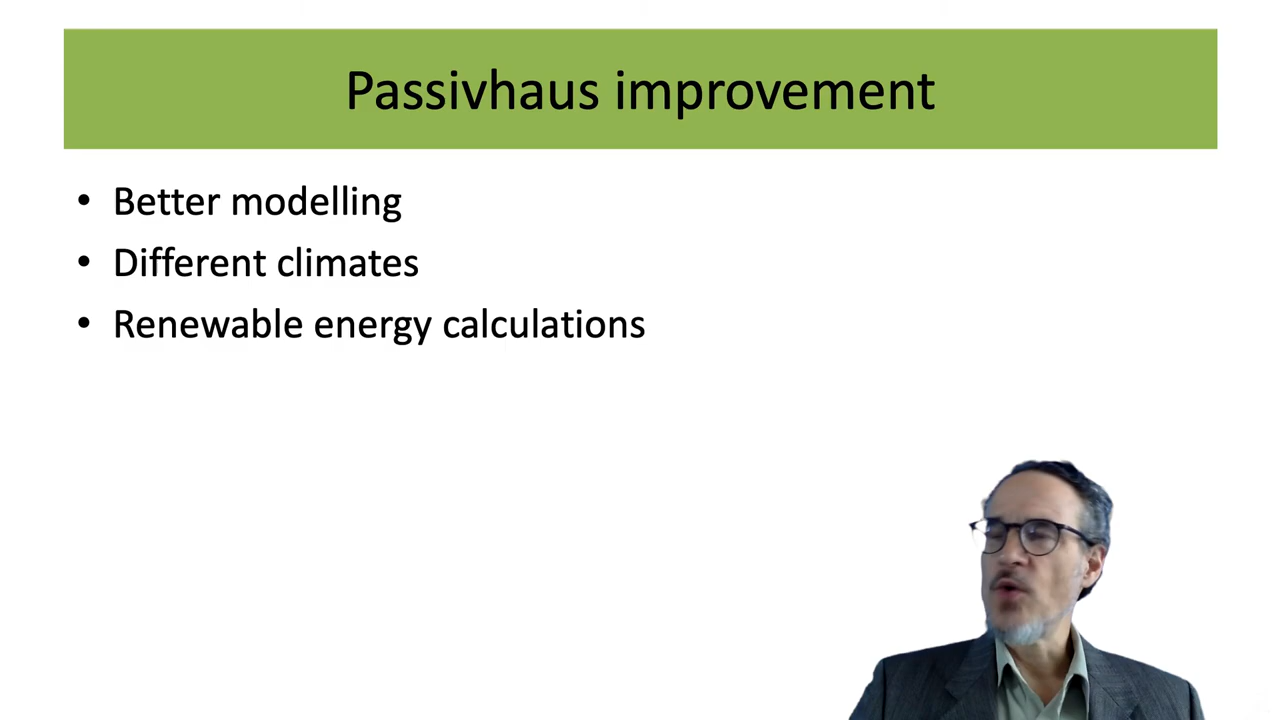 Passivhaus improvement
• Better modelling
• Different climates
• Renewable energy calculations